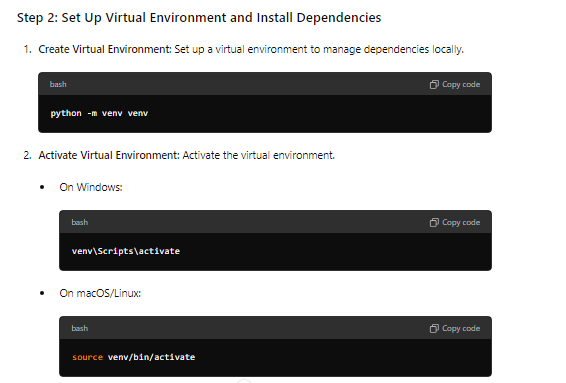 Step 2: Set Up Virtual Environment and Install Dependencies
1. Create Virtual Environment: Set up a virtual environment to manage dependencies locally.
bash Copy code
python -m venv venv
2. Activate Virtual Environment: Activate the virtual environment.
• On Windows:
bash Copy code
venv\Scripts\activate
• On macOS/Linux:
bash Copy code
source venv/bin/activate